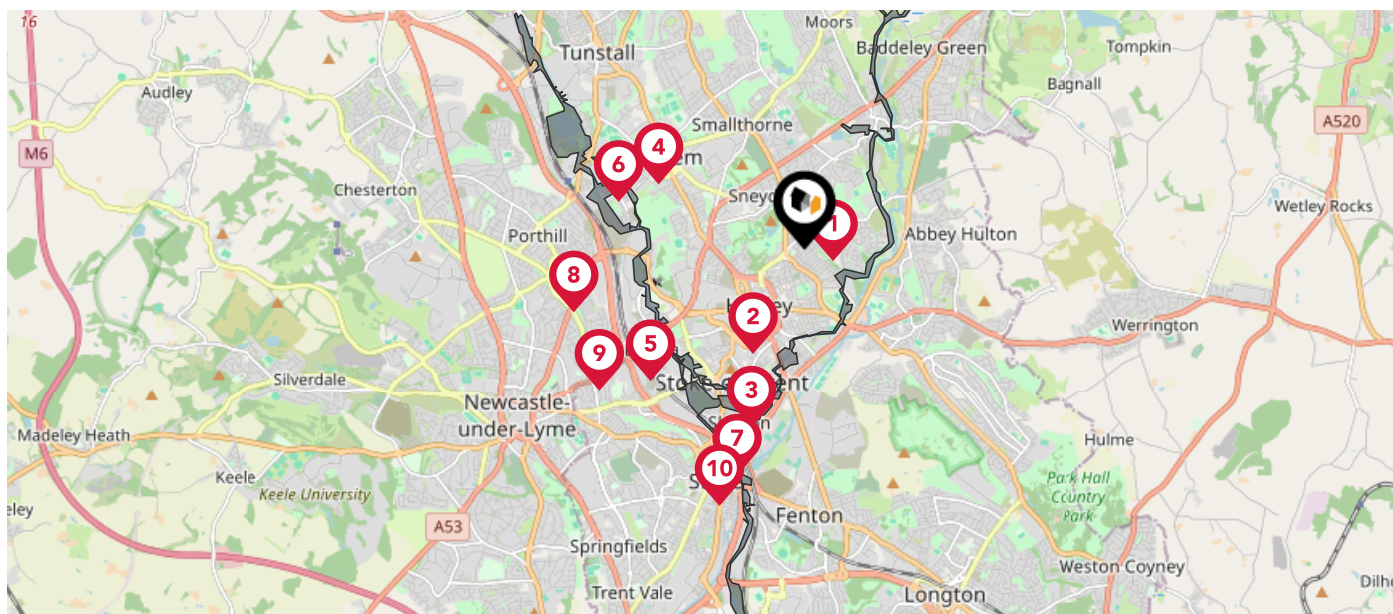 16
Moors
Tunstall
Baddeley Green
Tompkin
Bagnall
Audley
A520
Smallthorne
M6
4
6
Chesterton
Wetley Rocks
1
Porthill
Abbey Hulton
8
2
Werrington
5
9
Silverdale
3
Newcastle-
under-Lyme
Madeley Heath
7
Hulme
10
Keele
Keele University
Park Hall
Country
Park
A53
Fenton
Springfields
Weston Coyney
Trent Vale
Longton